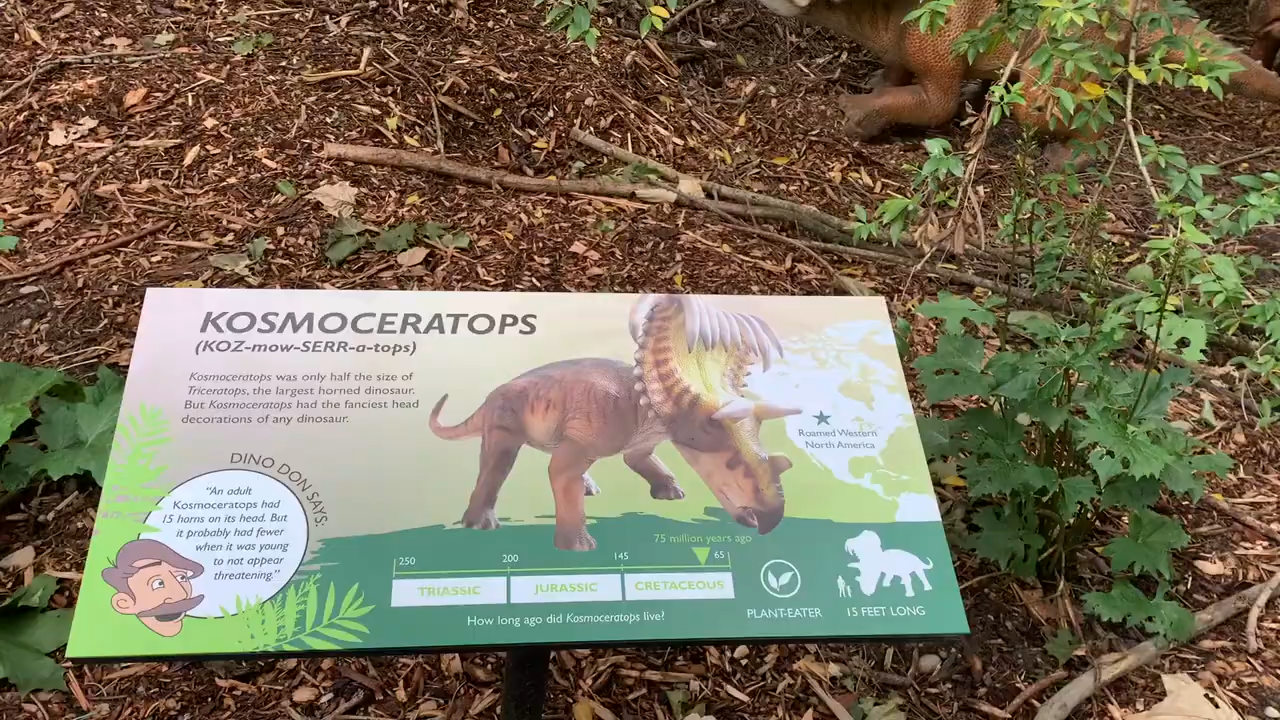 KOSMOCERATOPS
(KOZ-mow-SERR-a-tops)
Kosmoceratops was only half the size of
Triceratops, the largest horned dinosaur.
But Kosmoceratops had the fanciest head
decorations of any dinosaur.
DINO DON SAYS:
"An adult
Kosmoceratops had
15 horns on its head. But
it probably had fewer
when it was young
to not appear
threatening."
Roamed Western
North America
75 million years ago
250 200 145 65
TRIASSIC JURASSIC CRETACEOUS
How long ago did Kosmoceratops live?
PLANT-EATER
15 FEET LONG